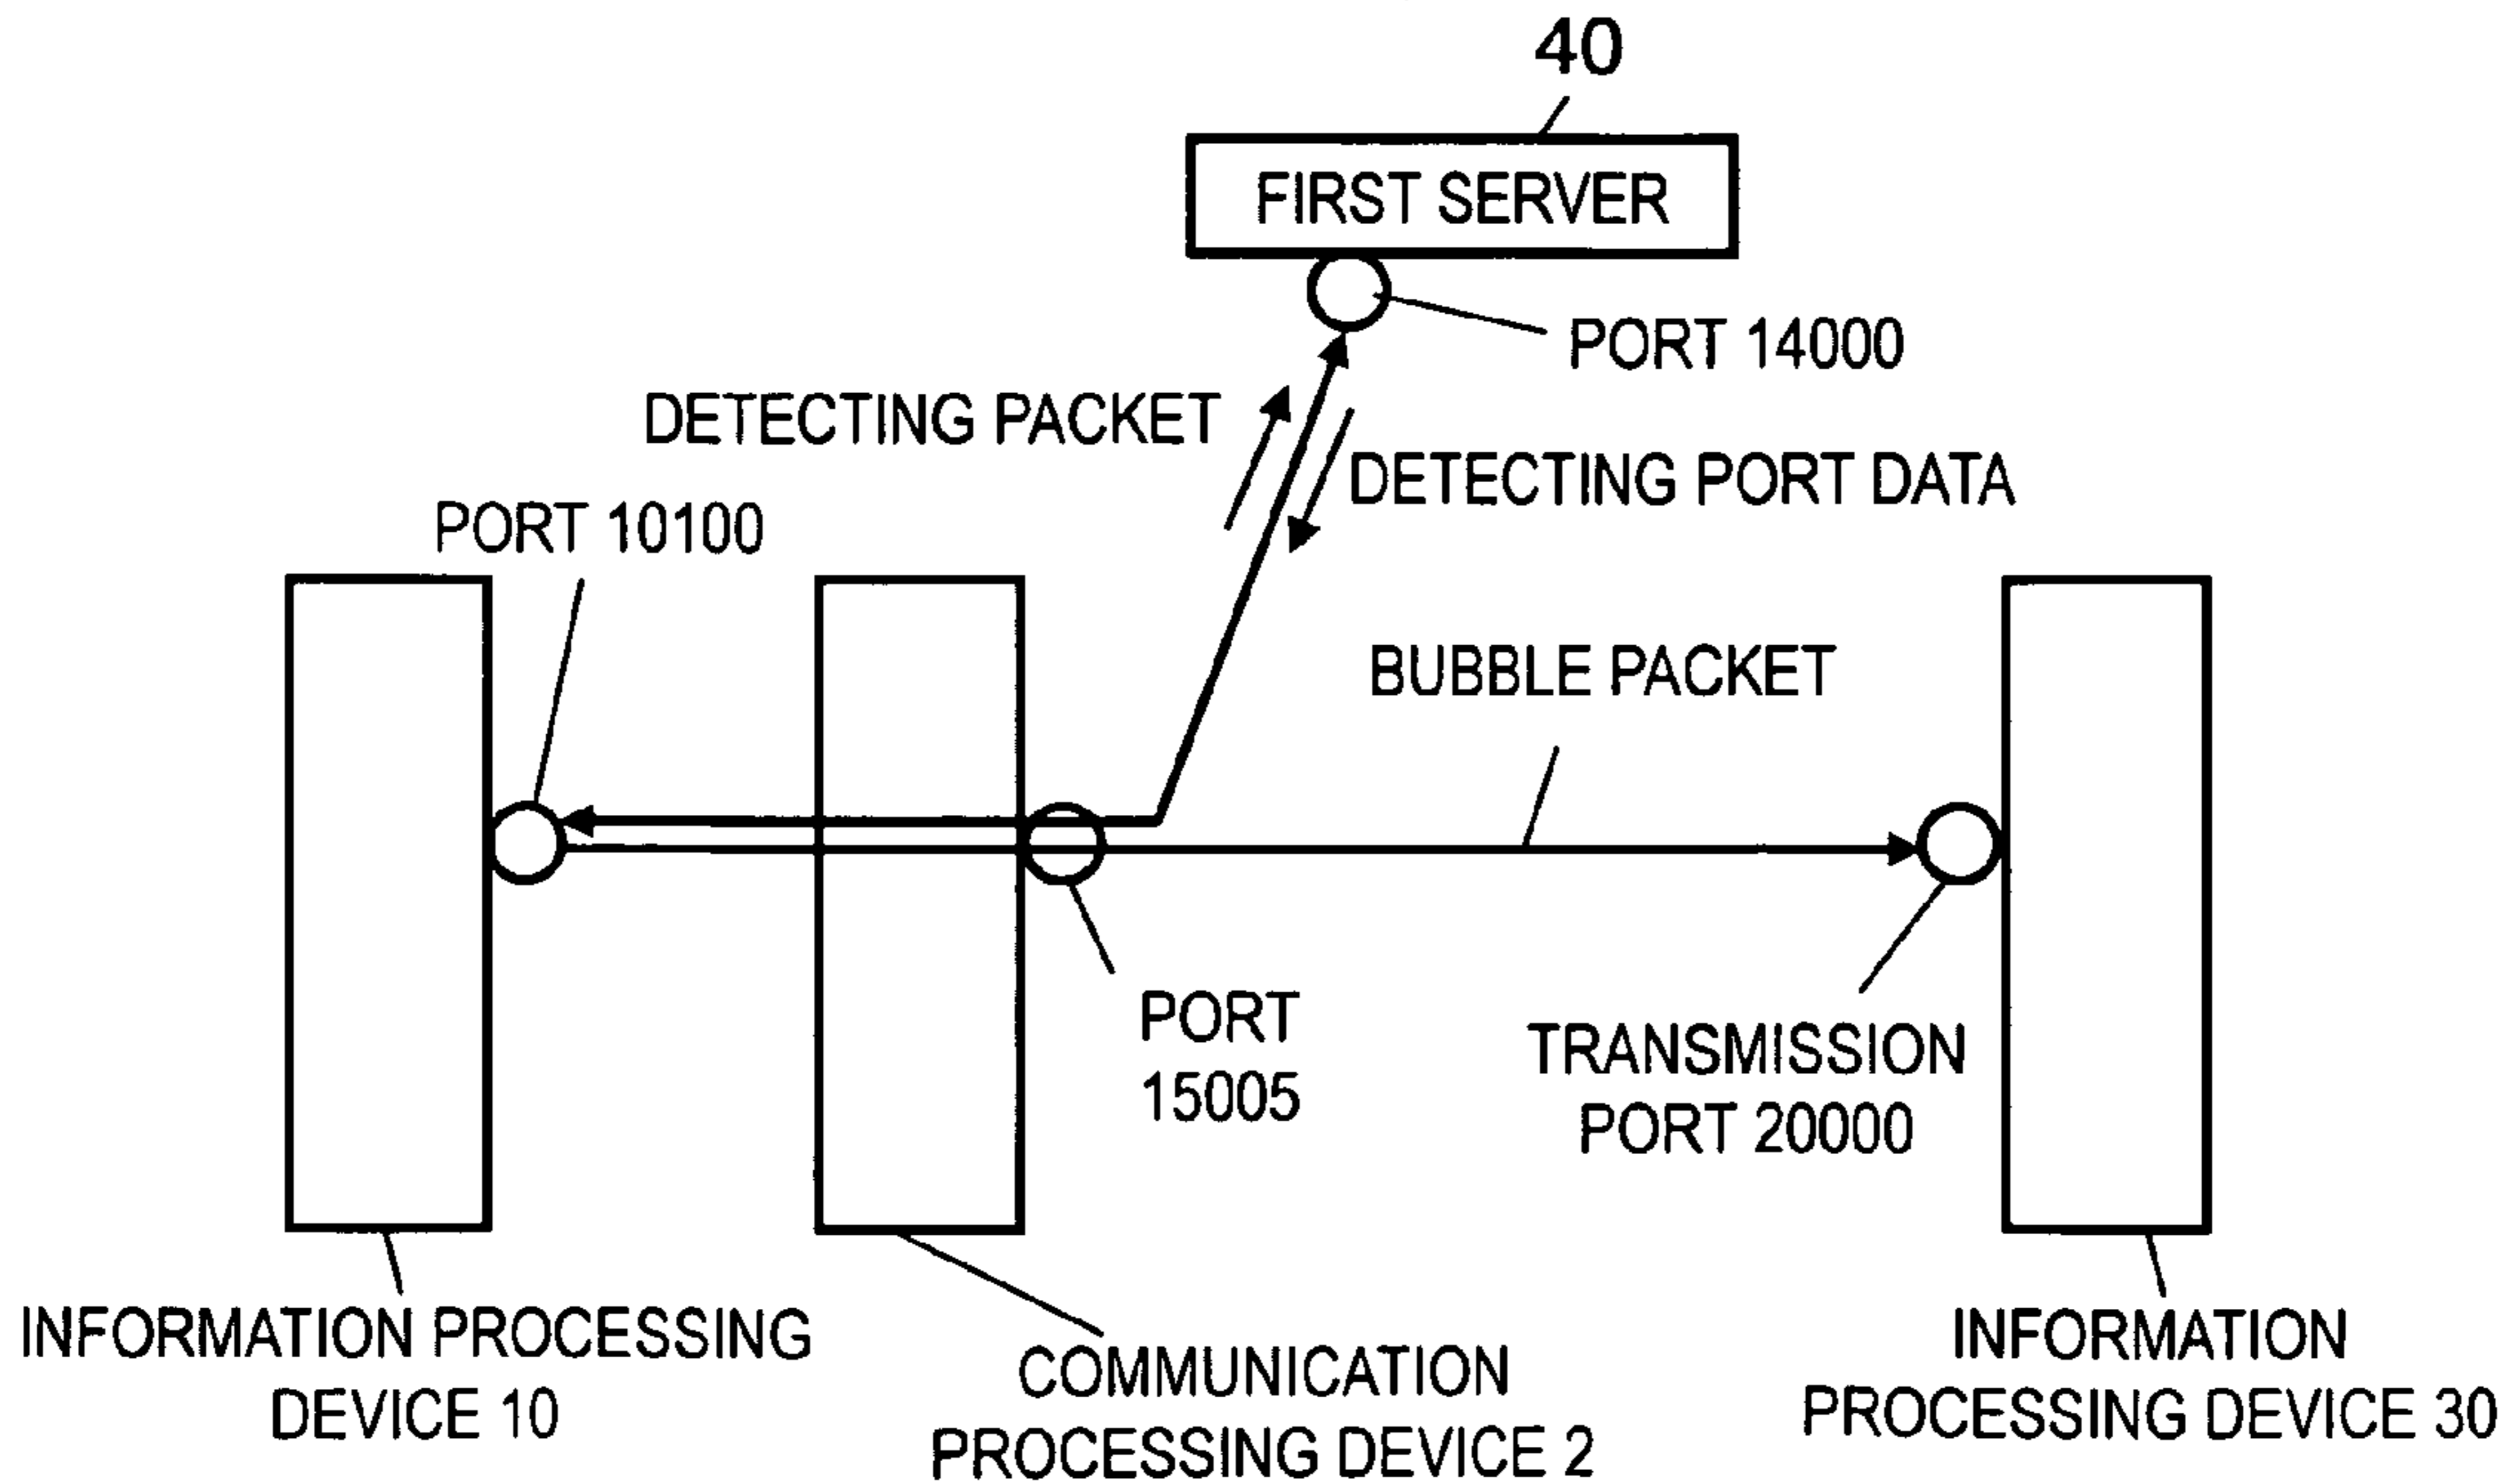 40
FIRST SERVER
PORT 14000
DETECTING PACKET
DETECTING PORT DATA
PORT 10100
BUBBLE PACKET
PORT
15005
TRANSMISSION
PORT 20000
INFORMATION PROCESSING
DEVICE 10
COMMUNICATION
PROCESSING DEVICE 2
INFORMATION
PROCESSING DEVICE 30